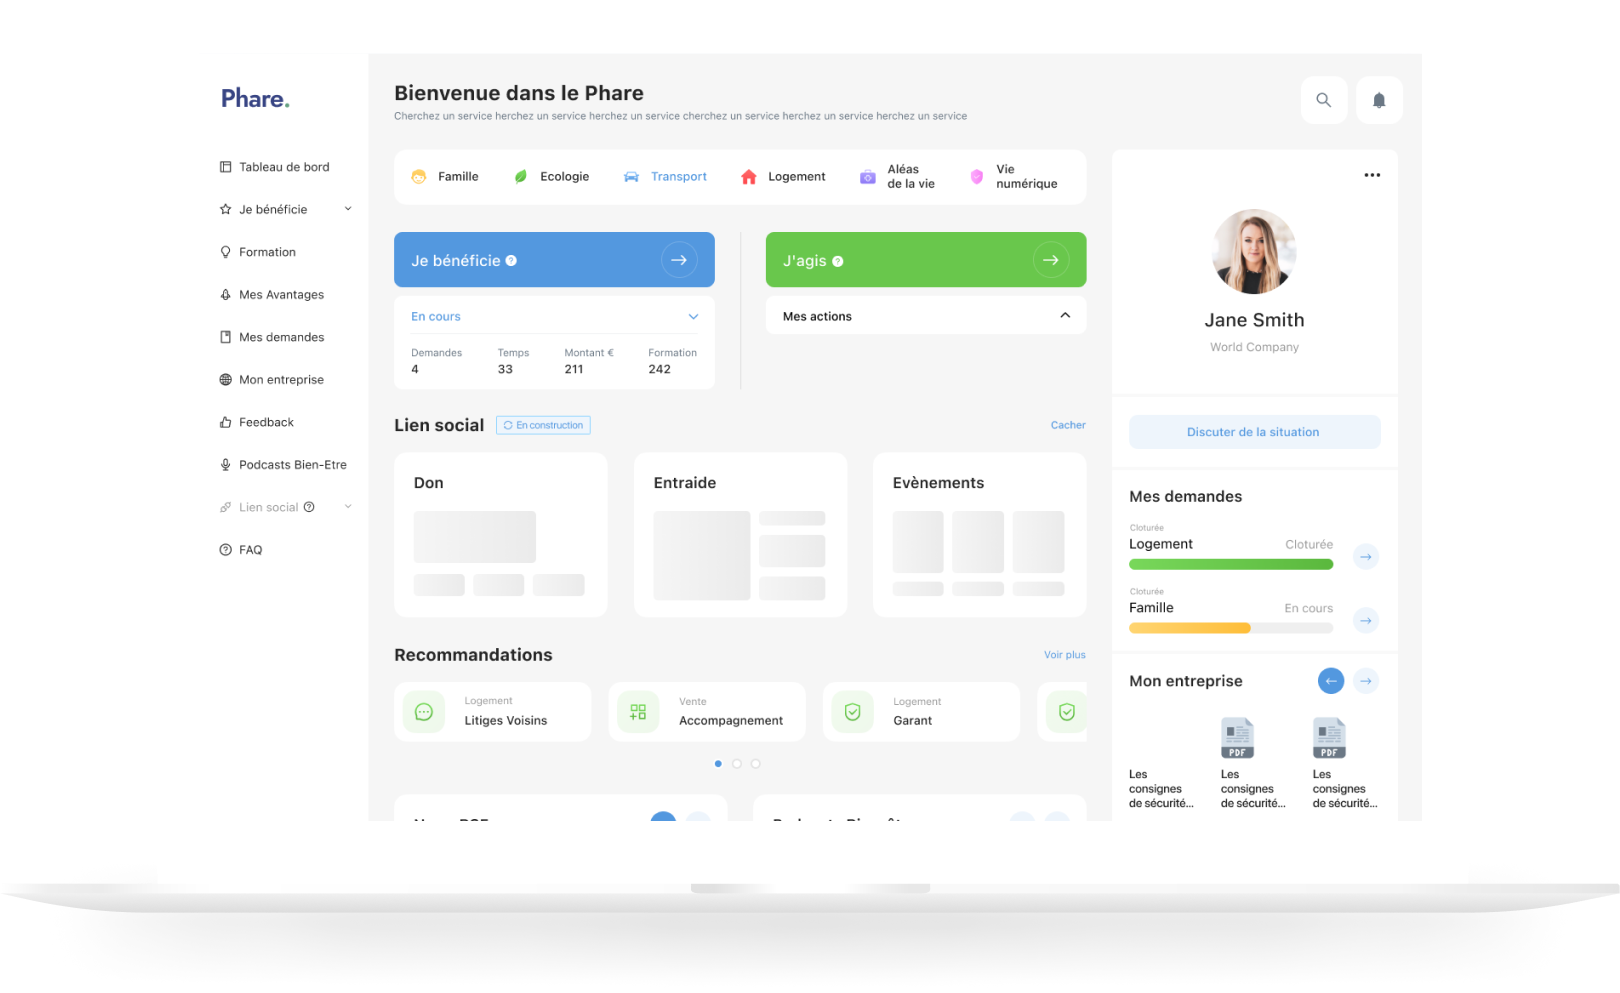 Phare.
Tableau de bord
Je bénéficie
Formation
Mes Avantages
Mes demandes
Mon entreprise
Feedback
Podcasts Bien-Etre
Lien social
FAQ
Bienvenue dans le Phare
Cherchez un service herchez un service herchez un service cherchez un service herchez un service herchez un service
Famille
Ecologie
Transport
Logement
Aléas
de la vie
Vie
numérique
Je bénéficie ?
J'agis ?
En cours
Demandes
4
Temps
33
Montant €
211
Formation
242
Mes actions
Lien social
En construction
Cacher
Don
Entraide
Evènements
Recommandations
Voir plus
Logement
Litiges Voisins
Vente
Accompagnement
Logement
Garant
Jane Smith
World Company
Discuter de la situation
Mes demandes
Cloturée
Logement Cloturée
Cloturée
Famille En cours
Mon entreprise
Les
consignes
de sécurité...
PDF
Les
consignes
de sécurité...
PDF
Les
consignes
de sécurité...